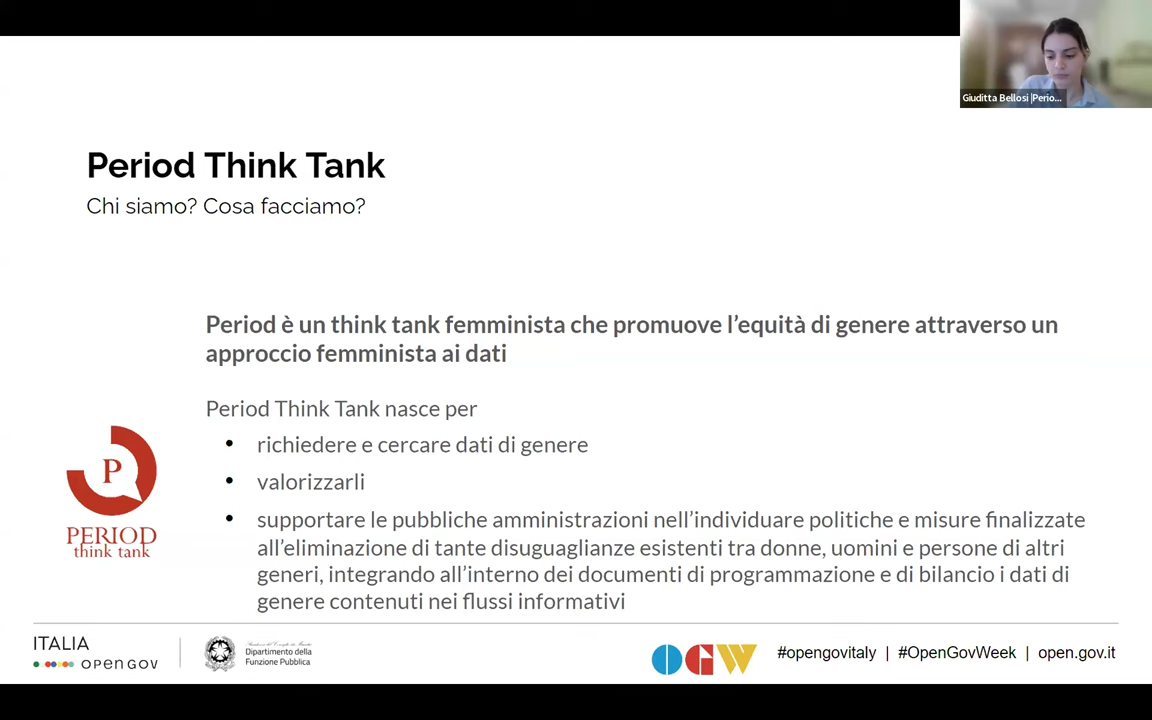 Giuditta Bellosi |Perio...
Period Think Tank
Chi siamo? Cosa facciamo?
Period è un think tank femminista che promuove l’equità di genere attraverso un
approccio femminista ai dati
Period Think Tank nasce per
• richiedere e cercare dati di genere
• valorizzarli
• supportare le pubbliche amministrazioni nell’individuare politiche e misure finalizzate
all’eliminazione di tante disuguaglianze esistenti tra donne, uomini e persone di altri
generi, integrando all’interno dei documenti di programmazione e di bilancio i dati di
genere contenuti nei flussi informativi
P
PERIOD
think tank
ITALIA
OPEN GOV
Dipartimento della
Funzione Pubblica
OGW
#opengovitaly | #OpenGovWeek | open.gov.it